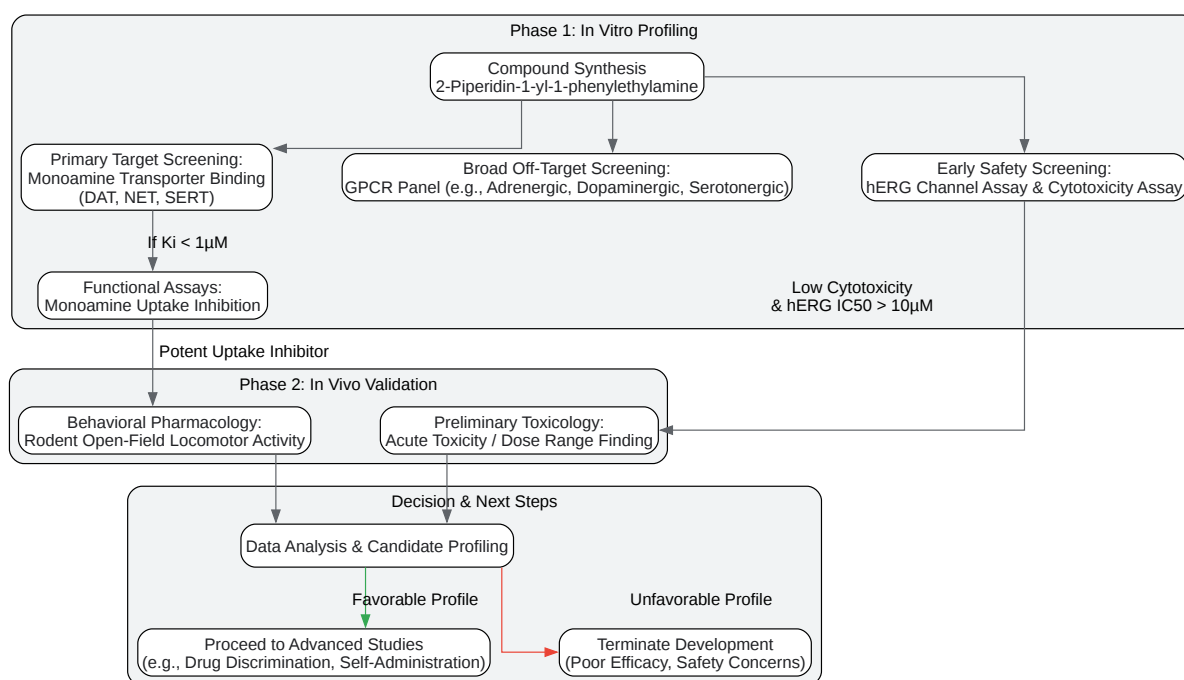 Phase 1: In Vitro Profiling
Compound Synthesis
2-Piperidin-1-yl-1-phenylethylamine
Primary Target Screening:
Monoamine Transporter Binding
(DAT, NET, SERT)
Broad Off-Target Screening:
GPCR Panel (e.g., Adrenergic, Dopaminergic, Serotonergic)
Early Safety Screening:
hERG Channel Assay & Cytotoxicity Assay
If Ki < 1µM
Functional Assays:
Monoamine Uptake Inhibition
Low Cytotoxicity
& hERG IC50 > 10µM
Potent Uptake Inhibitor
Phase 2: In Vivo Validation
Behavioral Pharmacology:
Rodent Open-Field Locomotor Activity
Preliminary Toxicology:
Acute Toxicity / Dose Range Finding
Decision & Next Steps
Data Analysis & Candidate Profiling
Favorable Profile
Unfavorable Profile
Proceed to Advanced Studies
(e.g., Drug Discrimination, Self-Administration)
Terminate Development
(Poor Efficacy, Safety Concerns)